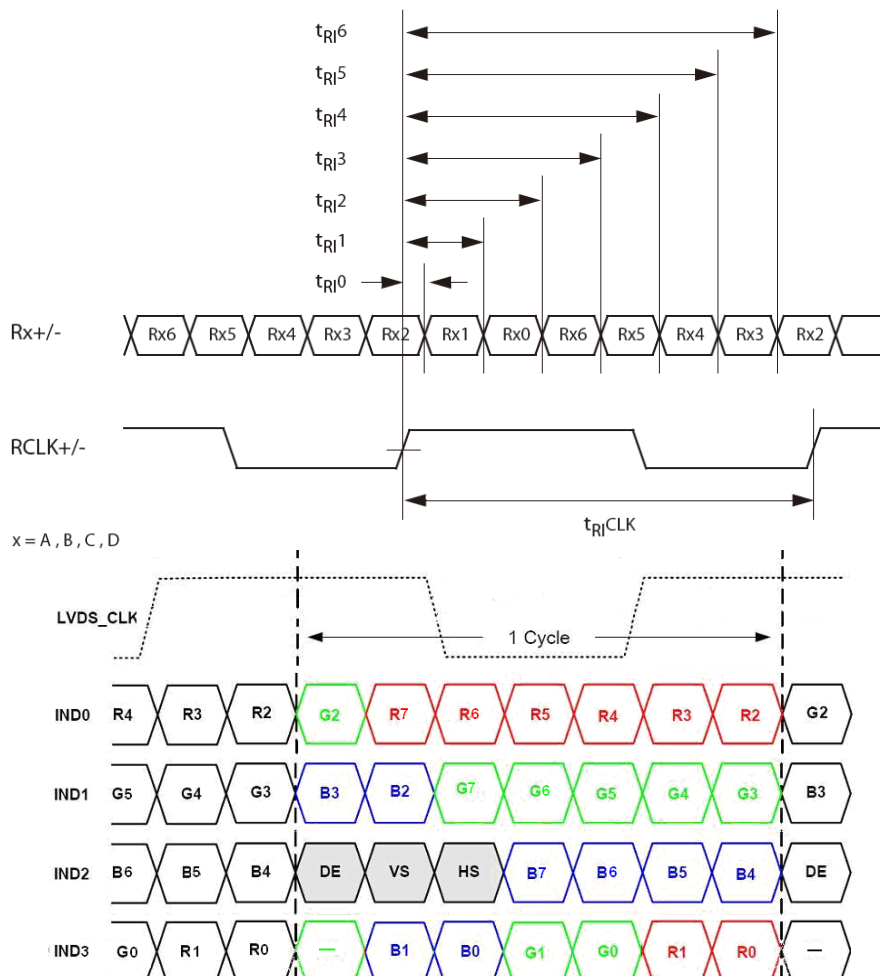 tRI6
tRI5
tRI4
tRI3
tRI2
tRI1
tRI0
Rx+/- Rx6 Rx5 Rx4 Rx3 Rx2 Rx1 Rx0 Rx6 Rx5 Rx4 Rx3 Rx2
RCLK+/-
tRICLK
x = A , B , C , D
LVDS_CLK 1 Cycle
IND0 R4 R3 R2 G2 R7 R6 R5 R4 R3 R2 G2
IND1 G5 G4 G3 B3 B2 G7 G6 G5 G4 G3 B3
IND2 B6 B5 B4 DE VS HS B7 B6 B5 B4 DE
IND3 G0 R1 R0 — B1 B0 G1 G0 R1 R0 —